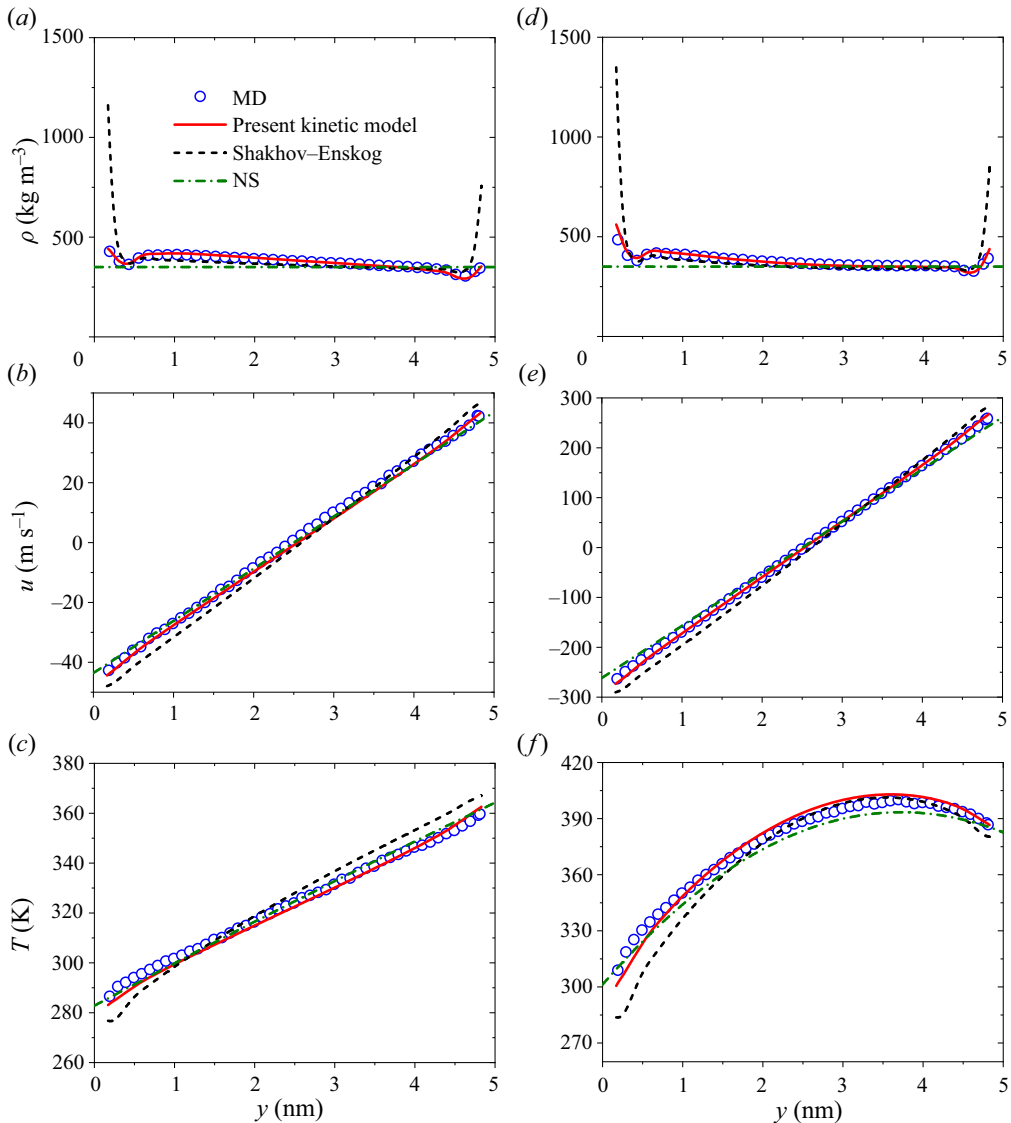 (a)
1500
1000
500
ρ (kg m⁻³)
MD
Present kinetic model
Shakhov–Enskog
NS
0 1 2 3 4 5
(d)
1500
1000
500
0 1 2 3 4 5
(b)
40
20
0
–20
–40
u (m s⁻¹)
0 1 2 3 4 5
(e)
300
200
100
0
–100
–200
–300
0 1 2 3 4 5
(c)
380
360
340
320
300
280
260
T (K)
0 1 2 3 4 5
y (nm)
(f)
420
390
360
330
300
270
0 1 2 3 4 5
y (nm)